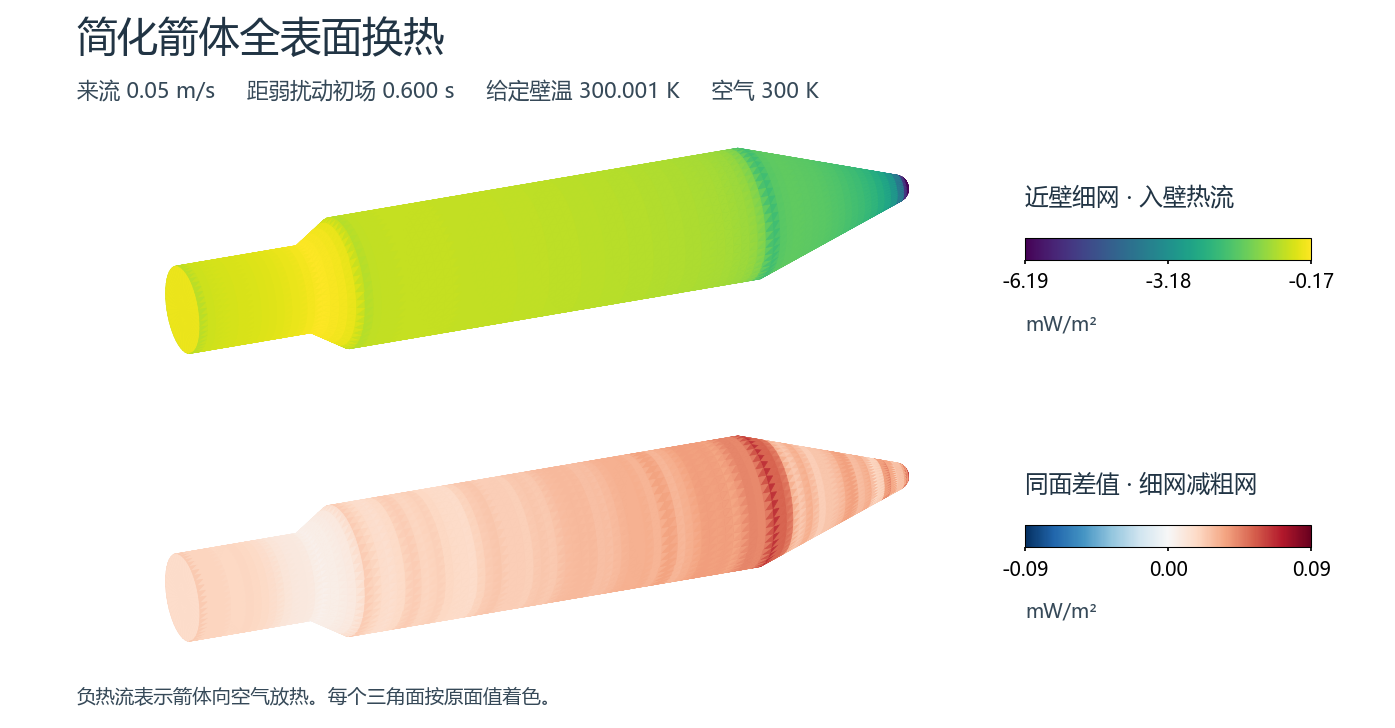 简化箭体全表面换热
来流 0.05 m/s 距弱扰动初场 0.600 s 给定壁温 300.001 K 空气 300 K
近壁细网 · 入壁热流
-6.19 -3.18 -0.17
mW/m²
同面差值 · 细网减粗网
-0.09 0.00 0.09
mW/m²
负热流表示箭体向空气放热。每个三角面按原面值着色。